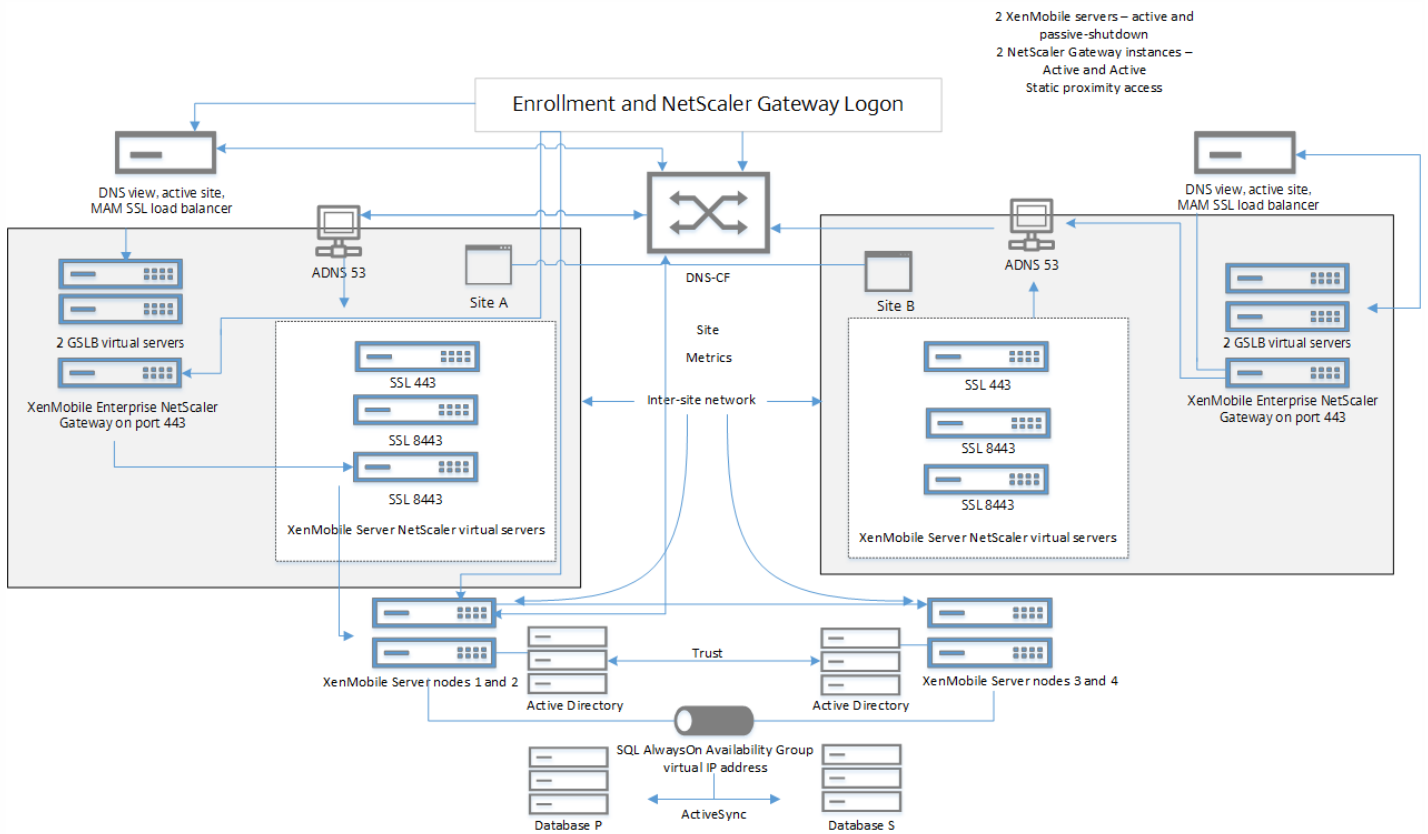 2 XenMobile servers – active and
passive-shutdown
2 NetScaler Gateway instances –
Active and Active
Static proximity access
Enrollment and NetScaler Gateway Logon
DNS view, active site,
MAM SSL load balancer
DNS view, active site,
MAM SSL load balancer
ADNS 53
DNS-CF
ADNS 53
Site A
Site B
2 GSLB virtual servers
2 GSLB virtual servers
Site
Metrics
Inter-site network
SSL 443
SSL 8443
SSL 8443
XenMobile Server NetScaler virtual servers
XenMobile Enterprise NetScaler
Gateway on port 443
SSL 443
SSL 8443
SSL 8443
XenMobile Server NetScaler virtual servers
XenMobile Enterprise NetScaler
Gateway on port 443
XenMobile Server nodes 1 and 2
Active Directory
Trust
Active Directory
XenMobile Server nodes 3 and 4
SQL AlwaysOn Availability Group
virtual IP address
ActiveSync
Database P
Database S